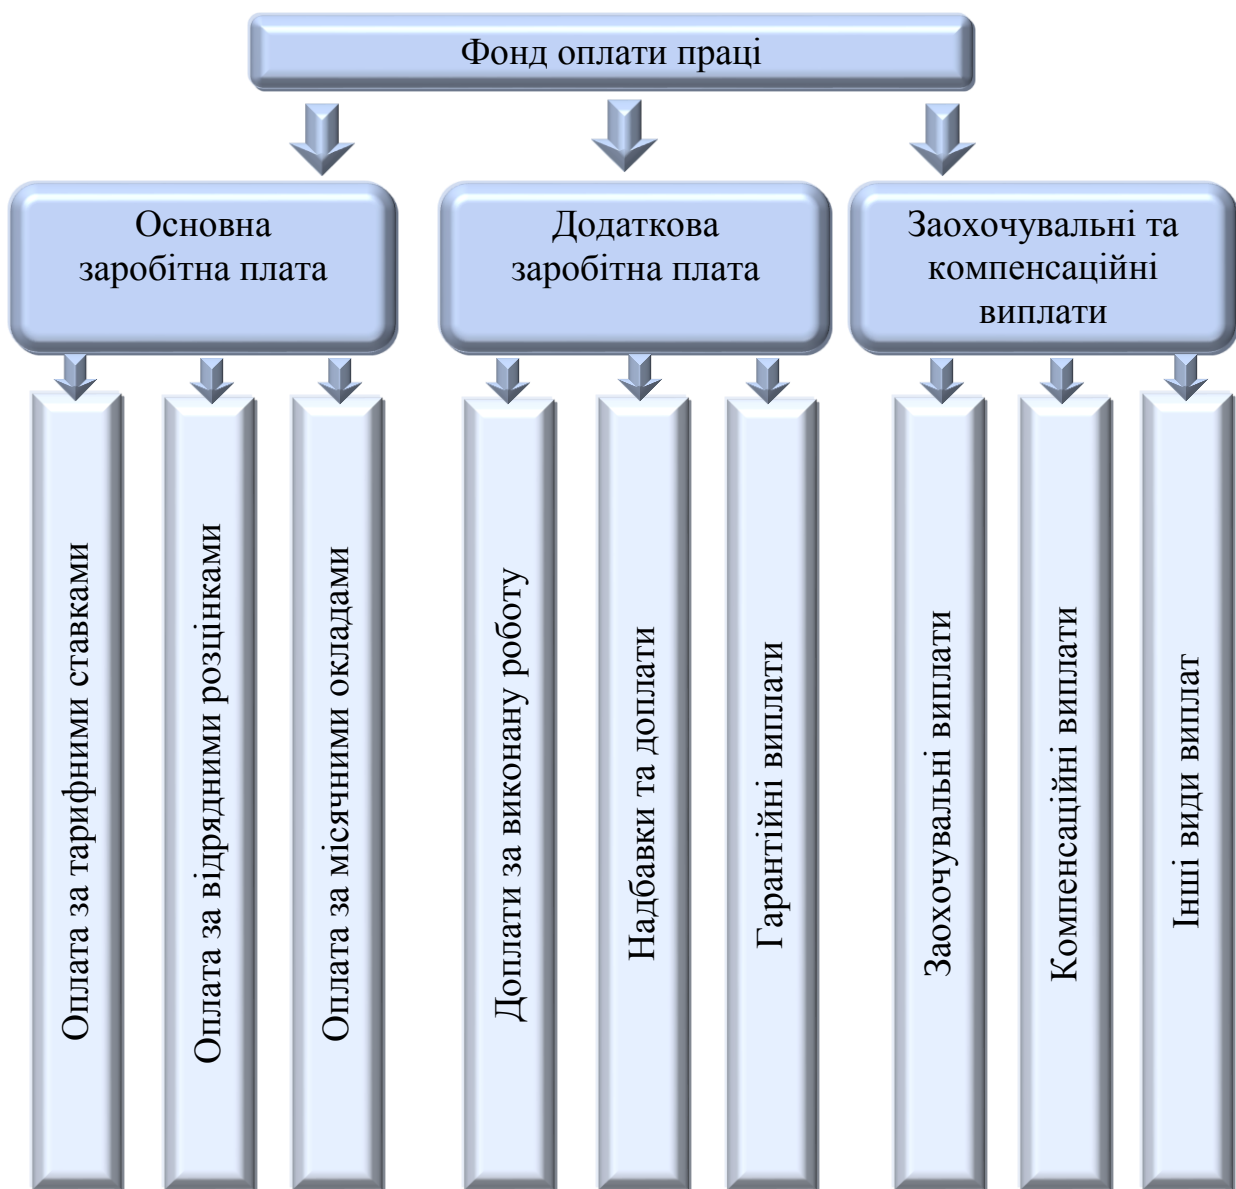 Фонд оплати праці
Основна
заробітна плата
Додаткова
заробітна плата
Заохочувальні та
компенсаційні
виплати
Оплата за тарифними ставками
Оплата за відрядними розцінками
Оплата за місячними окладами
Доплати за виконану роботу
Надбавки та доплати
Гарантійні виплати
Заохочувальні виплати
Компенсаційні виплати
Інші види виплат